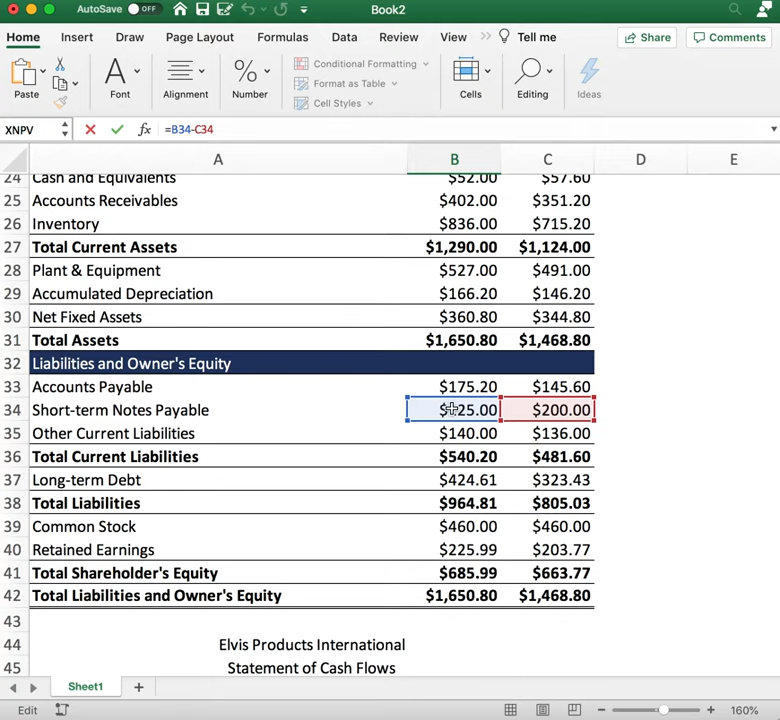 AutoSave OFF Book2
Home Insert Draw Page Layout Formulas Data Review View Tell me Share Comments
Paste Font Alignment Number Conditional Formatting Format as Table Cell Styles Cells Editing Ideas
XNPV fx =B34-C34
A B C D E
24 Cash and Equivalents $52.00 $57.60
25 Accounts Receivables $402.00 $351.20
26 Inventory $836.00 $715.20
27 Total Current Assets $1,290.00 $1,124.00
28 Plant & Equipment $527.00 $491.00
29 Accumulated Depreciation $166.20 $146.20
30 Net Fixed Assets $360.80 $344.80
31 Total Assets $1,650.80 $1,468.80
32 Liabilities and Owner's Equity
33 Accounts Payable $175.20 $145.60
34 Short-term Notes Payable $200.00
35 Other Current Liabilities $140.00 $136.00
36 Total Current Liabilities $540.20 $481.60
37 Long-term Debt $424.61 $323.43
38 Total Liabilities $964.81 $805.03
39 Common Stock $460.00 $460.00
40 Retained Earnings $225.99 $203.77
41 Total Shareholder's Equity $685.99 $663.77
42 Total Liabilities and Owner's Equity $1,650.80 $1,468.80
43
44 Elvis Products International
45 Statement of Cash Flows
Sheet1
Edit 160%